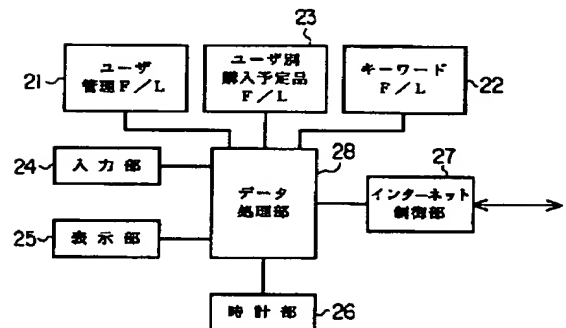 23
21
ユーザ
管理F/L
ユーザ別
購入予定品
F/L
キーワード
F/L
22
24
入力部
28
データ
処理部
27
インターネット
制御部
25
表示部
時計部
26